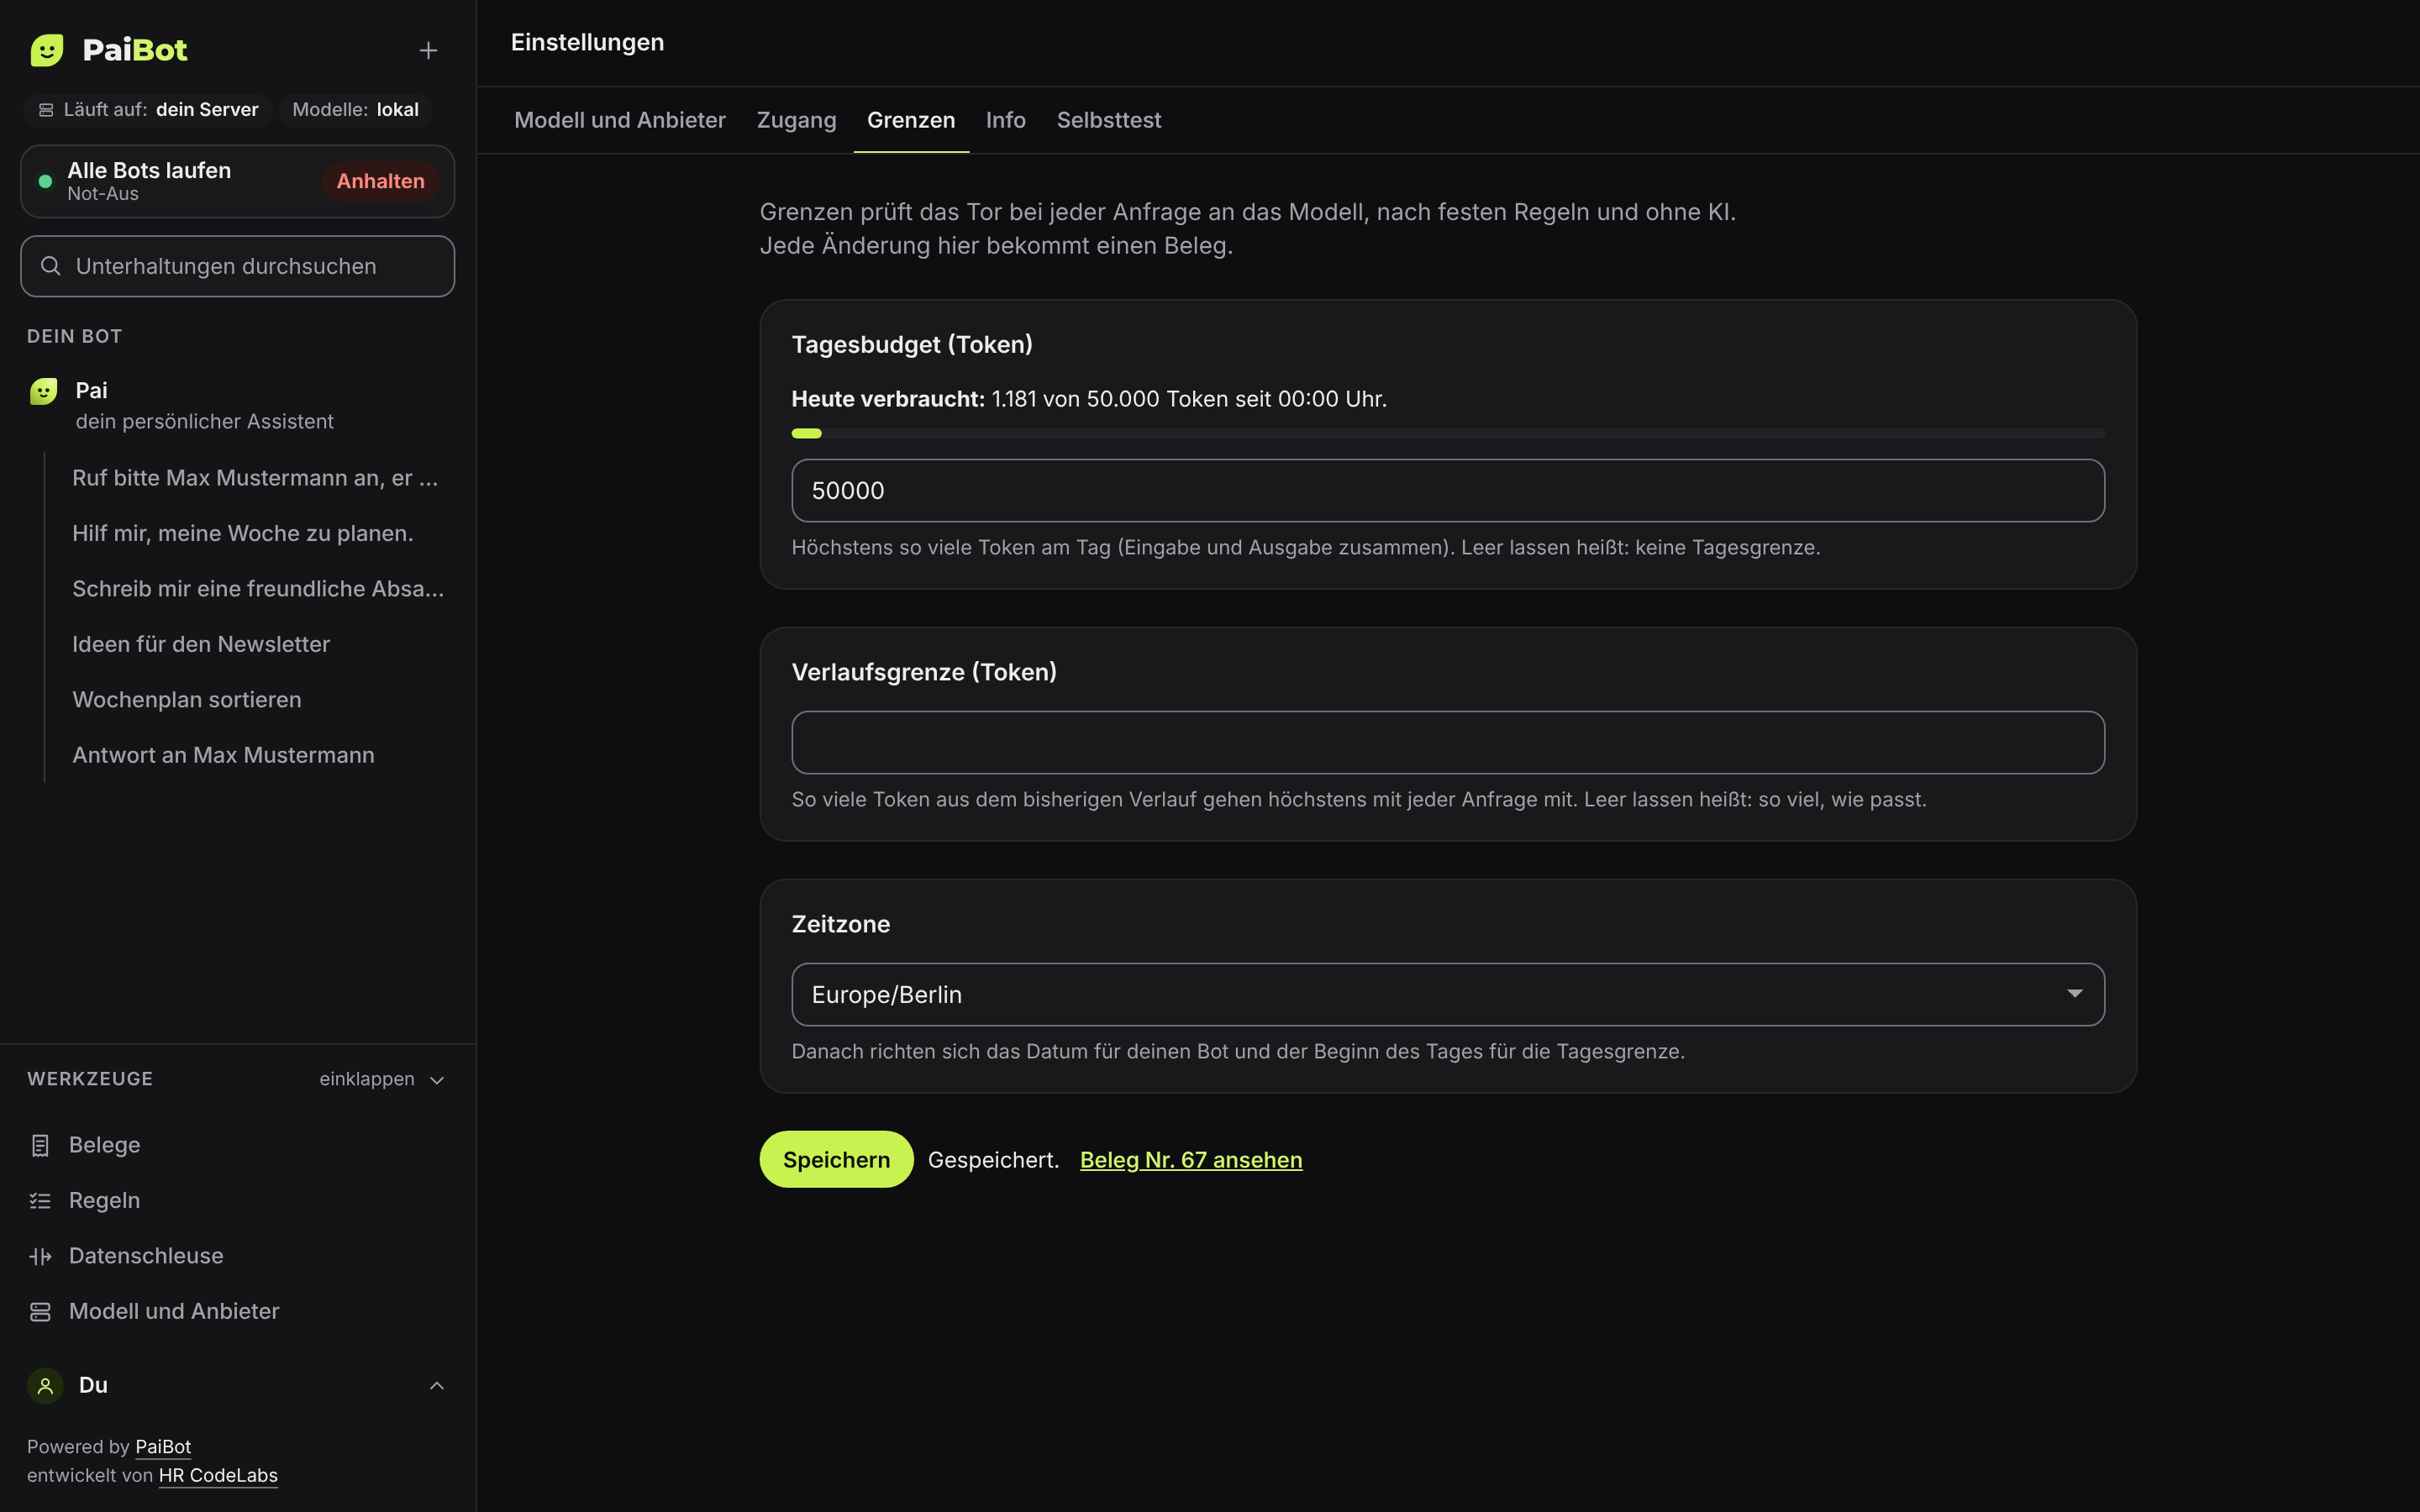 PaiBot
Läuft auf: dein Server
Modelle: lokal
Alle Bots laufen
Not-Aus
Anhalten
Unterhaltungen durchsuchen
DEIN BOT
Pai
dein persönlicher Assistent
Ruf bitte Max Mustermann an, er ...
Hilf mir, meine Woche zu planen.
Schreib mir eine freundliche Absa...
Ideen für den Newsletter
Wochenplan sortieren
Antwort an Max Mustermann
WERKZEUGE
einklappen
Belege
Regeln
Datenschleuse
Modell und Anbieter
Du
Powered by PaiBot
entwickelt von HR CodeLabs
Einstellungen
Modell und Anbieter
Zugang
Grenzen
Info
Selbsttest
Grenzen prüft das Tor bei jeder Anfrage an das Modell, nach festen Regeln und ohne KI.
Jede Änderung hier bekommt einen Beleg.
Tagesbudget (Token)
Heute verbraucht: 1.181 von 50.000 Token seit 00:00 Uhr.
50000
Höchstens so viele Token am Tag (Eingabe und Ausgabe zusammen). Leer lassen heißt: keine Tagesgrenze.
Verlaufsgrenze (Token)
So viele Token aus dem bisherigen Verlauf gehen höchstens mit jeder Anfrage mit. Leer lassen heißt: so viel, wie passt.
Zeitzone
Europe/Berlin
Danach richten sich das Datum für deinen Bot und der Beginn des Tages für die Tagesgrenze.
Speichern
Gespeichert.
Beleg Nr. 67 ansehen